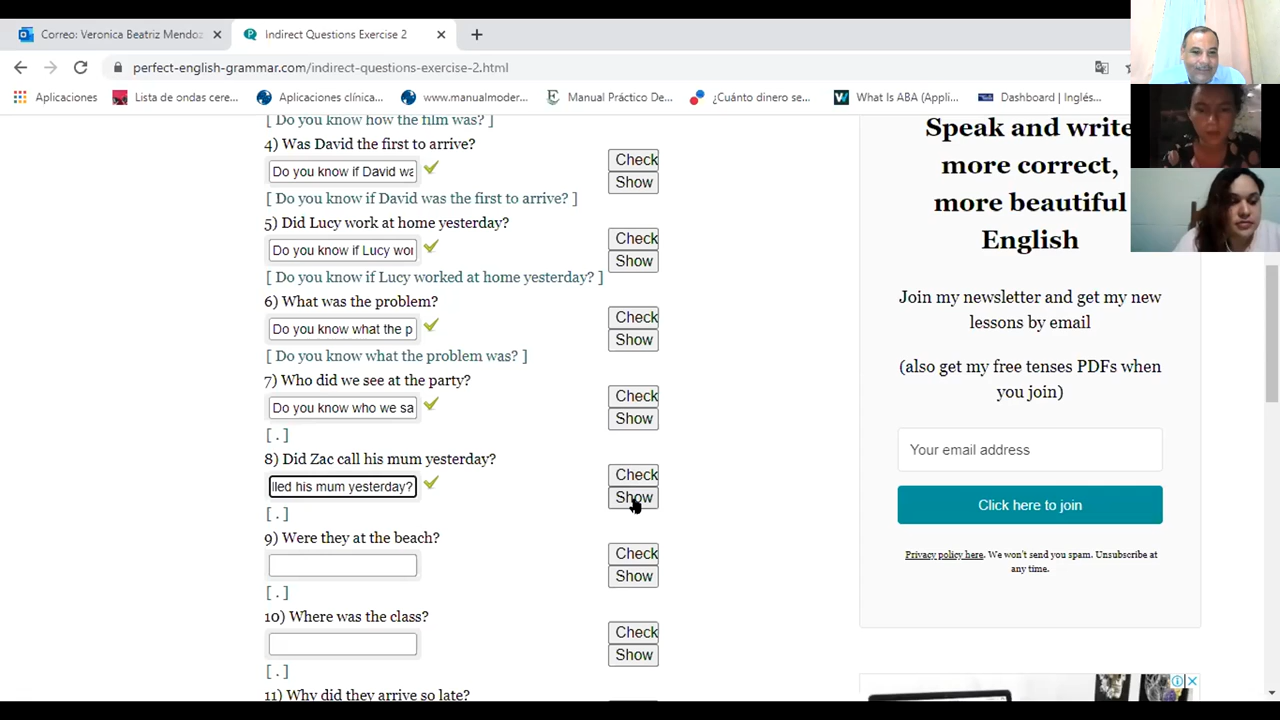 Correo: Veronica Beatriz Mendoz
Indirect Questions Exercise 2
perfect-english-grammar.com/indirect-questions-exercise-2.html
Aplicaciones
Lista de ondas cere...
Aplicaciones clínica...
www.manualmoder...
Manual Práctico De...
¿Cuánto dinero se...
What Is ABA (Appli...
Dashboard | Inglés...
[ Do you know how the film was? ]
4) Was David the first to arrive?
Do you know if David wa
Check
Show
[ Do you know if David was the first to arrive? ]
5) Did Lucy work at home yesterday?
Do you know if Lucy wor
Check
Show
[ Do you know if Lucy worked at home yesterday? ]
6) What was the problem?
Do you know what the p
Check
Show
[ Do you know what the problem was? ]
7) Who did we see at the party?
Do you know who we sa
Check
Show
[ . ]
8) Did Zac call his mum yesterday?
lled his mum yesterday?
Check
Show
[ . ]
9) Were they at the beach?
Check
Show
[ . ]
10) Where was the class?
Check
Show
[ . ]
11) Why did they arrive so late?
Speak and write
more correct,
more beautiful
English
Join my newsletter and get my new
lessons by email
(also get my free tenses PDFs when
you join)
Your email address
Click here to join
Privacy policy here. We won't send you spam. Unsubscribe at
any time.